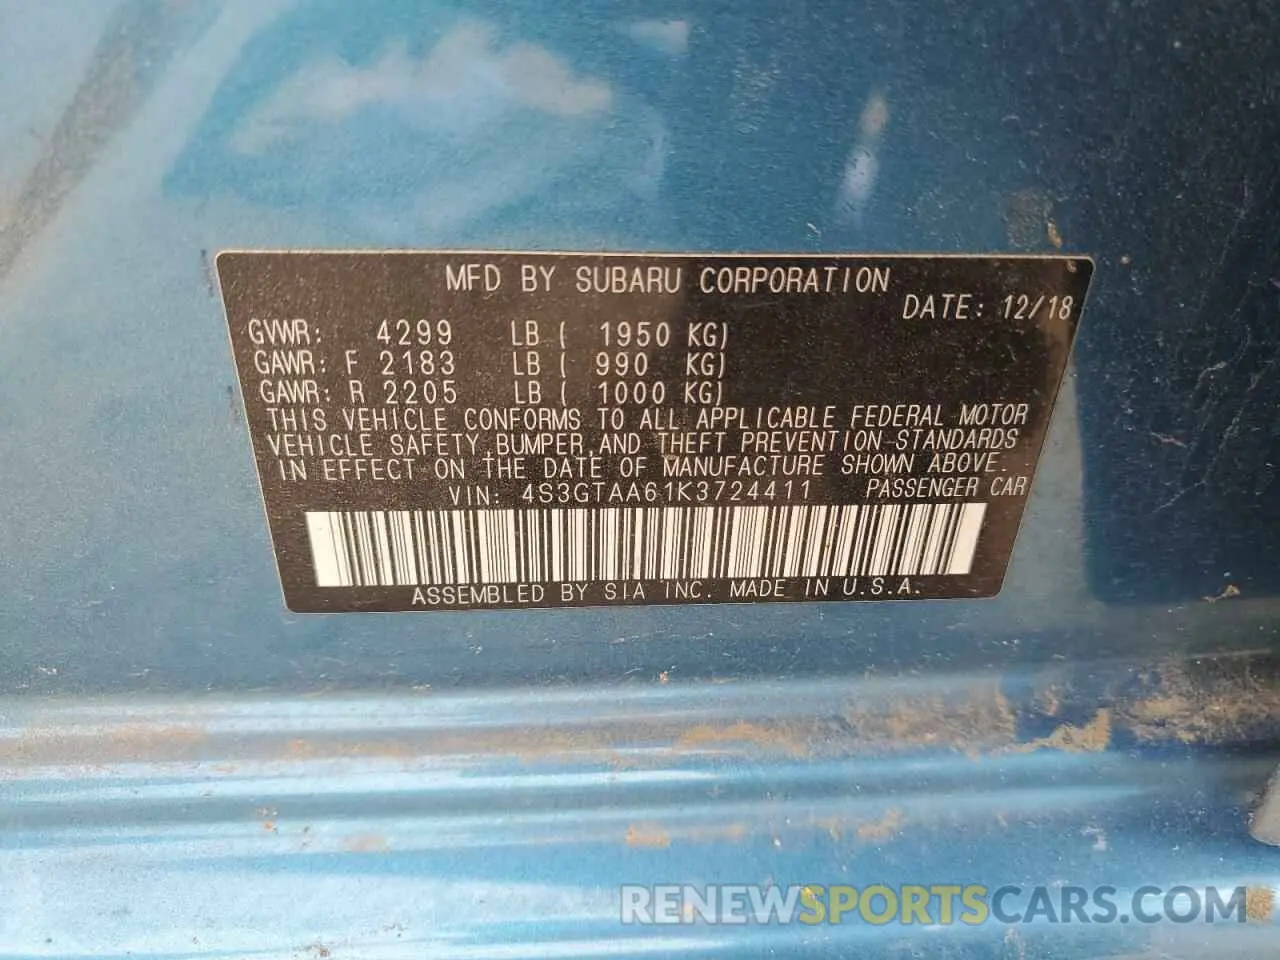 MFD BY SUBARU CORPORATION
DATE: 12/18
GVWR: 4299 LB ( 1950 KG)
GAWR: F 2183 LB ( 990 KG)
GAWR: R 2205 LB ( 1000 KG)
THIS VEHICLE CONFORMS TO ALL APPLICABLE FEDERAL MOTOR
VEHICLE SAFETY, BUMPER, AND THEFT PREVENTION STANDARDS
IN EFFECT ON THE DATE OF MANUFACTURE SHOWN ABOVE.
VIN: 4S3GTAA61K3724411 PASSENGER CAR
ASSEMBLED BY SIA INC. MADE IN U.S.A.
RENEWSPORTSCARS.COM